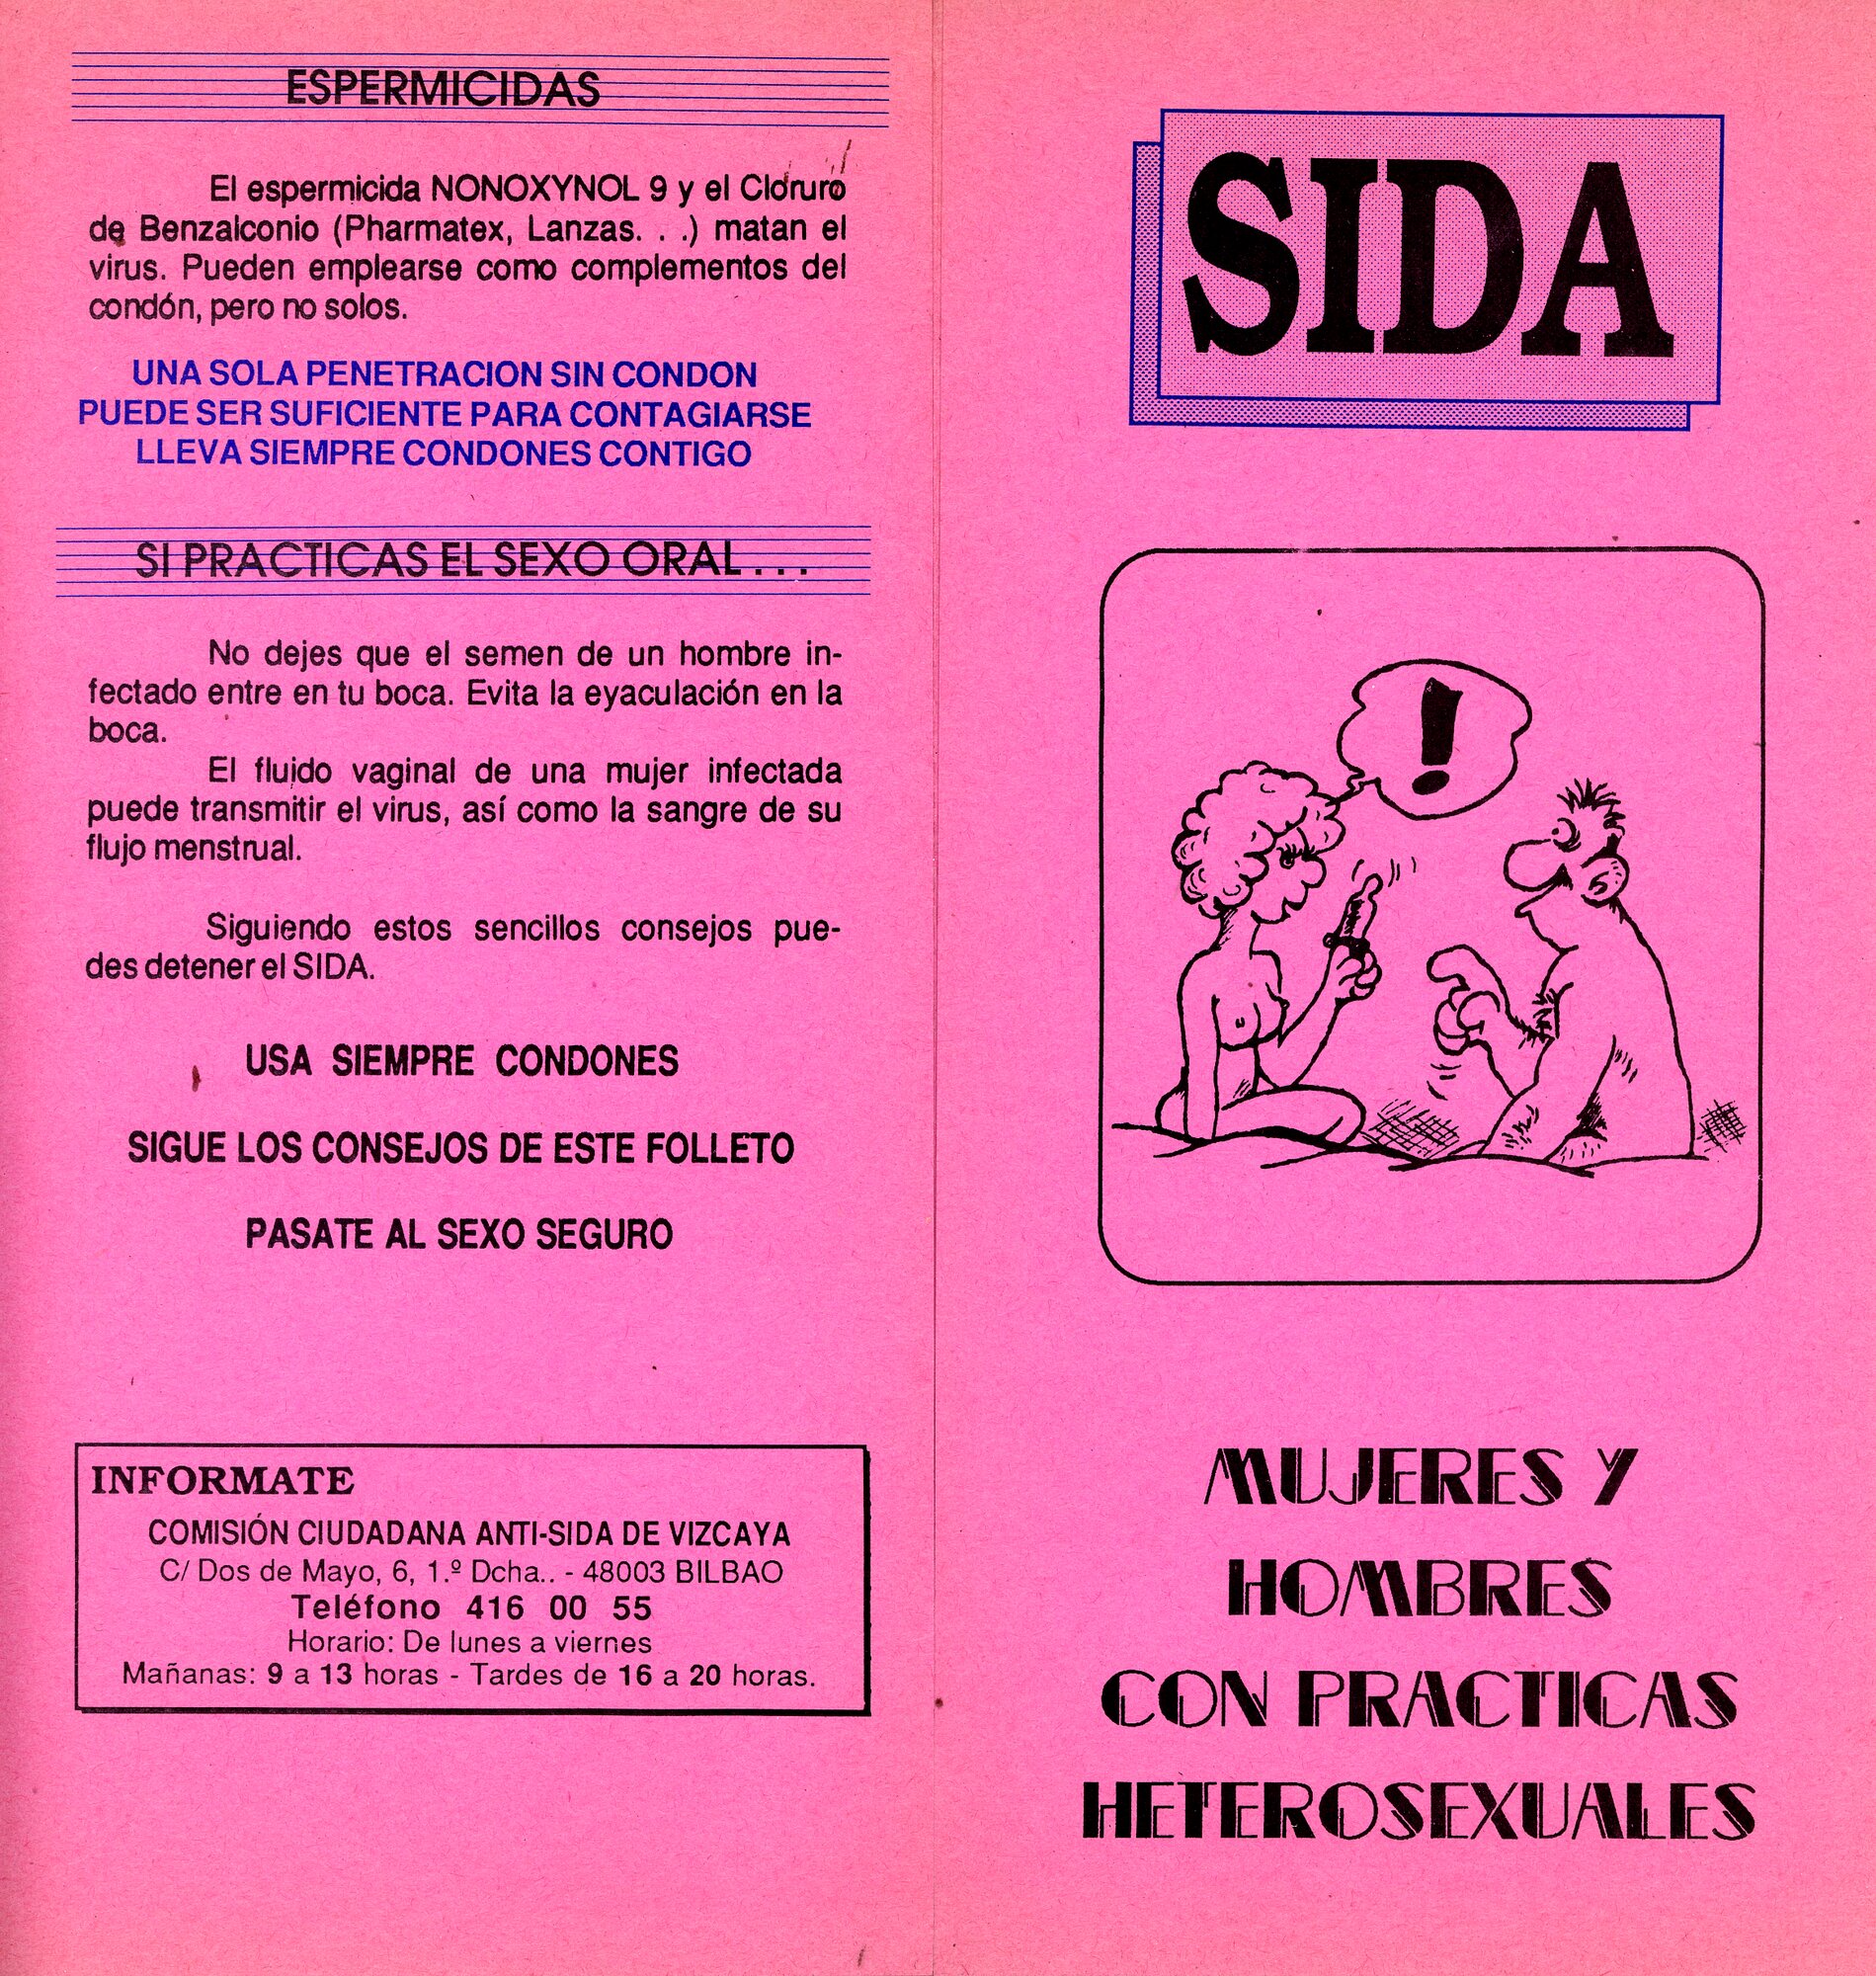 ESPERMICIDAS
El espermicida NONOXYNOL 9 y el Cloruro
de Benzalconio (Pharmatex, Lanzas. . .) matan el
virus. Pueden emplearse como complementos del
condón, pero no solos.
UNA SOLA PENETRACION SIN CONDON
PUEDE SER SUFICIENTE PARA CONTAGIARSE
LLEVA SIEMPRE CONDONES CONTIGO
SI PRACTICAS EL SEXO ORAL . . .
No dejes que el semen de un hombre in-
fectado entre en tu boca. Evita la eyaculación en la
boca.
El fluido vaginal de una mujer infectada
puede transmitir el virus, así como la sangre de su
flujo menstrual.
Siguiendo estos sencillos consejos pue-
des detener el SIDA.
USA SIEMPRE CONDONES
SIGUE LOS CONSEJOS DE ESTE FOLLETO
PASATE AL SEXO SEGURO
INFORMATE
COMISIÓN CIUDADANA ANTI-SIDA DE VIZCAYA
C/ Dos de Mayo, 6, 1.º Dcha.. - 48003 BILBAO
Teléfono 416 00 55
Horario: De lunes a viernes
Mañanas: 9 a 13 horas - Tardes de 16 a 20 horas.
SIDA
!
MUJERES Y
HOMBRES
CON PRACTICAS
HETEROSEXUALES